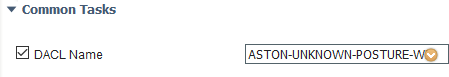 Common Tasks
DACL Name
ASTON-UNKNOWN-POSTURE-W